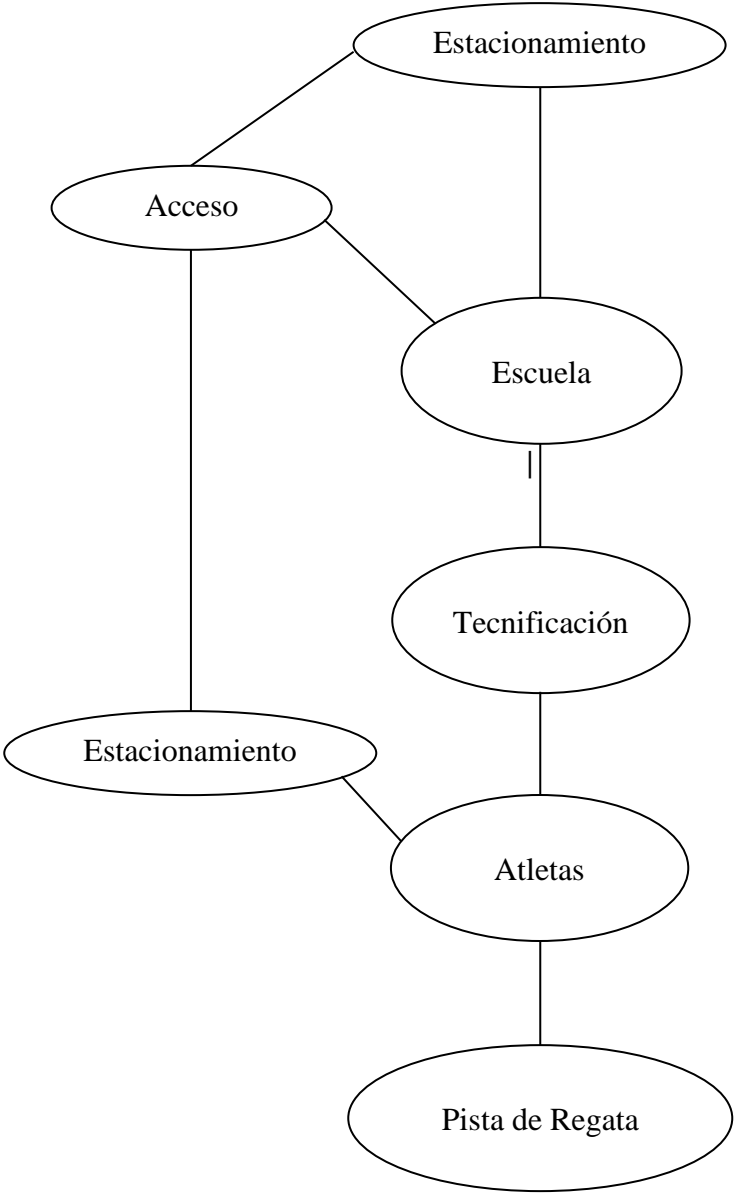 Estacionamiento
Acceso
Escuela
Tecnificación
Estacionamiento
Atletas
Pista de Regata